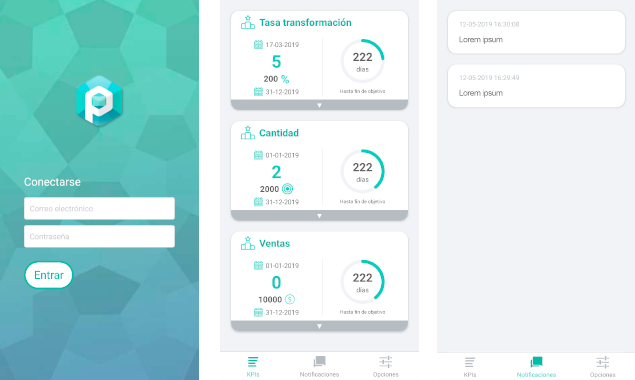 Conectarse
Correo electrónico
Contraseña
Entrar
Tasa transformación
17-03-2019
5
200 %
31-12-2019
222
días
Hasta fin de objetivo
Cantidad
01-01-2019
2
2000
31-12-2019
222
días
Hasta fin de objetivo
Ventas
01-01-2019
0
10000 $
31-12-2019
222
días
Hasta fin de objetivo
KPIs
Notificaciones
Opciones
12-05-2019 16:30:08
Lorem ipsum
12-05-2019 16:29:49
Lorem ipsum
KPIs
Notificaciones
Opciones